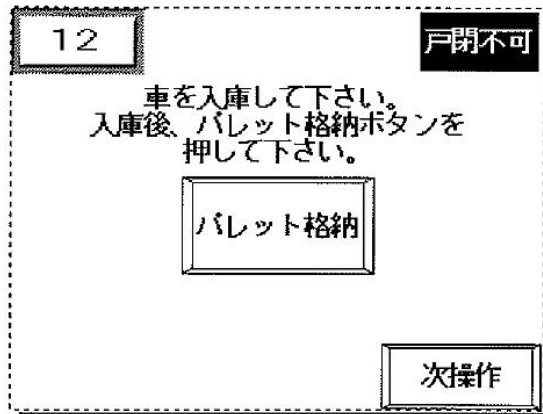 12
戸閉不可
車を入庫して下さい。
入庫後、パレット格納ボタンを
押して下さい。
パレット格納
次操作